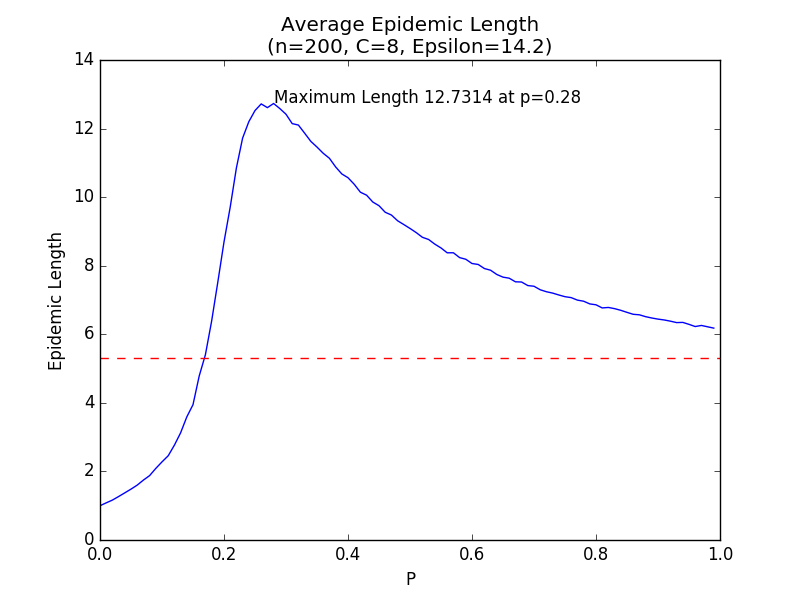 Average Epidemic Length
(n=200, C=8, Epsilon=14.2)
Maximum Length 12.7314 at p=0.28
Epidemic Length
14
12
10
8
6
4
2
0
0.0 0.2 0.4 0.6 0.8 1.0
P